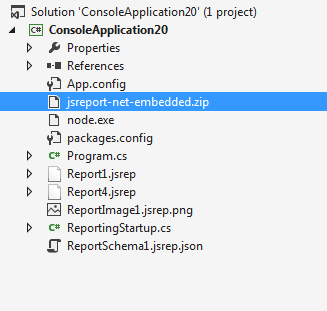 Solution 'ConsoleApplication20' (1 project)
C# ConsoleApplication20
Properties
References
App.config
jsreport-net-embedded.zip
node.exe
packages.config
C# Program.cs
Report1.jsrep
Report4.jsrep
ReportImage1.jsrep.png
C# ReportingStartup.cs
ReportSchema1.jsrep.json